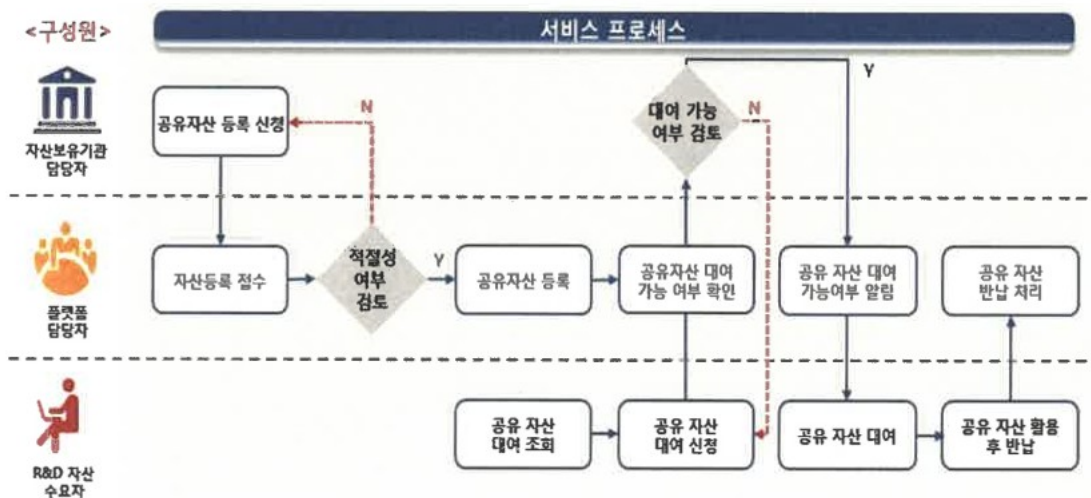 <구성원>
서비스 프로세스
자산보유기관
담당자
공유자산 등록 신청
N
대여 가능
여부 검토
N
Y
플랫폼
담당자
자산등록 접수
적절성
여부
검토
Y
공유자산 등록
공유자산 대여
가능 여부 확인
공유 자산 대여
가능여부 알림
공유 자산
반납 처리
R&D 자산
수요자
공유 자산
대여 조회
공유 자산
대여 신청
공유 자산 대여
공유 자산 활용
후 반납